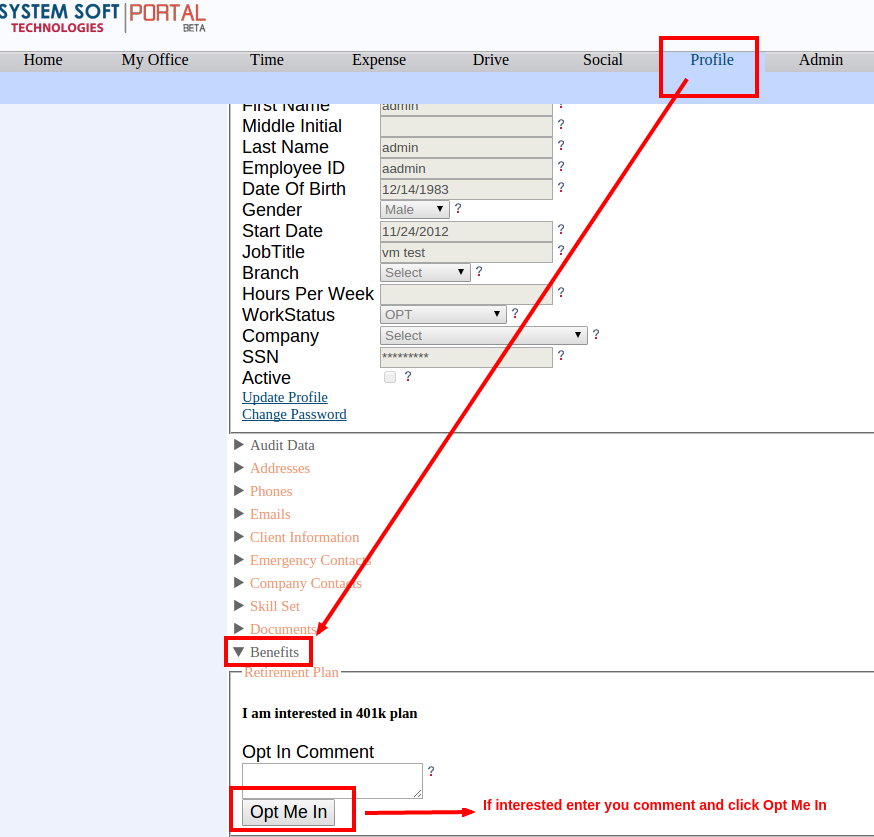 SYSTEM SOFT PORTAL
TECHNOLOGIES BETA
Home My Office Time Expense Drive Social Profile Admin
First Name admin ?
Middle Initial ?
Last Name admin ?
Employee ID aadmin ?
Date Of Birth 12/14/1983 ?
Gender Male ▼ ?
Start Date 11/24/2012 ?
JobTitle vm test ?
Branch Select ▼ ?
Hours Per Week ?
WorkStatus OPT ▼ ?
Company Select ▼ ?
SSN ********* ?
Active ?
Update Profile
Change Password
Audit Data
Addresses
Phones
Emails
Client Information
Emergency Contacts
Company Contacts
Skill Set
Documents
Benefits
Retirement Plan
I am interested in 401k plan
Opt In Comment
?
Opt Me In If interested enter you comment and click Opt Me In